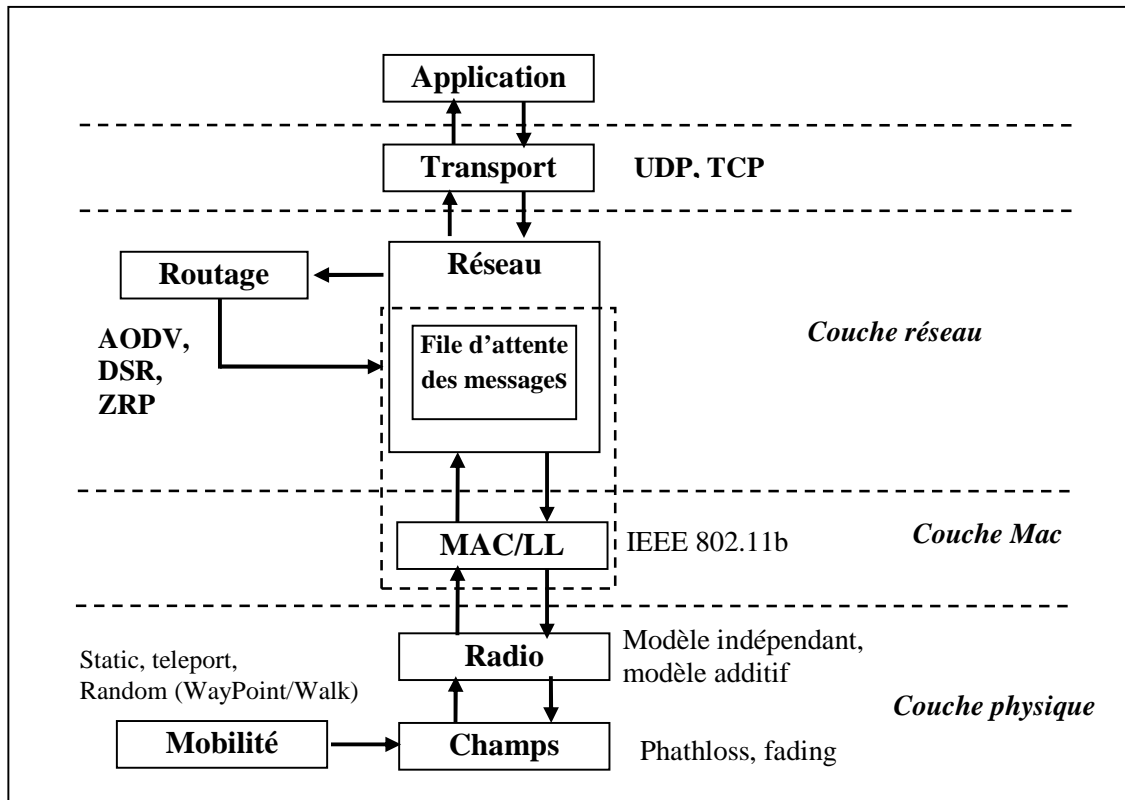 Application
Transport
UDP, TCP
Réseau
Routage
AODV,
DSR,
ZRP
File d'attente
des messages
Couche réseau
MAC/LL
IEEE 802.11b
Couche Mac
Radio
Modèle indépendant,
modèle additif
Static, teleport,
Random (WayPoint/Walk)
Couche physique
Mobilité
Champs
Phathloss, fading